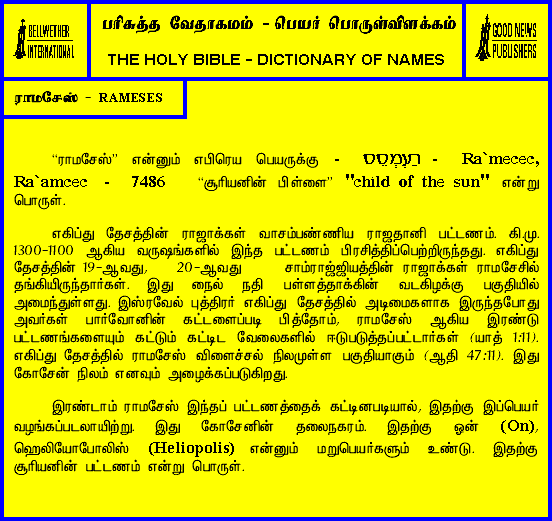 BELLWETHER
INTERNATIONAL
பரிசுத்த வேதாகமம் - பெயர் பொருள்விளக்கம்
THE HOLY BIBLE - DICTIONARY OF NAMES
GOOD NEWS
PUBLISHERS
ராமசேஸ் - RAMESES
“ராமசேஸ்” என்னும் எபிரெய பெயருக்கு - רַעְמְסֵס - Ra`mecec,
Ra`amcec - 7486 “சூரியனின் பிள்ளை” "child of the sun" என்று
பொருள்.
எகிப்து தேசத்தின் ராஜாக்கள் வாசம்பண்ணிய ராஜதானி பட்டணம். கி.மு.
1300-1100 ஆகிய வருஷங்களில் இந்த பட்டணம் பிரசித்திப்பெற்றிருந்தது. எகிப்து
தேசத்தின் 19-ஆவது, 20-ஆவது சாம்ராஜ்ஜியத்தின் ராஜாக்கள் ராமசேசில்
தங்கியிருந்தார்கள். இது நைல் நதி பள்ளத்தாக்கின் வடகிழக்கு பகுதியில்
அமைந்துள்ளது. இஸ்ரவேல் புத்திரர் எகிப்து தேசத்தில் அடிமைகளாக இருந்தபோது
அவர்கள் பார்வோனின் கட்டளைப்படி பித்தோம், ராமசேஸ் ஆகிய இரண்டு
பட்டணங்களையும் கட்டும் கட்டிட வேலைகளில் ஈடுபடுத்தப்பட்டார்கள் (யாத் 1:11).
எகிப்து தேசத்தில் ராமசேஸ் விளைச்சல் நிலமுள்ள பகுதியாகும் (ஆதி 47:11). இது
கோசேன் நிலம் எனவும் அழைக்கப்படுகிறது.
இரண்டாம் ராமசேஸ் இந்தப் பட்டணத்தைக் கட்டினபடியால், இதற்கு இப்பெயர்
வழங்கப்படலாயிற்று. இது கோசேனின் தலைநகரம். இதற்கு ஓன் (On),
ஹெலியோபோலிஸ் (Heliopolis) என்னும் மறுபெயர்களும் உண்டு. இதற்கு
சூரியனின் பட்டணம் என்று பொருள்.